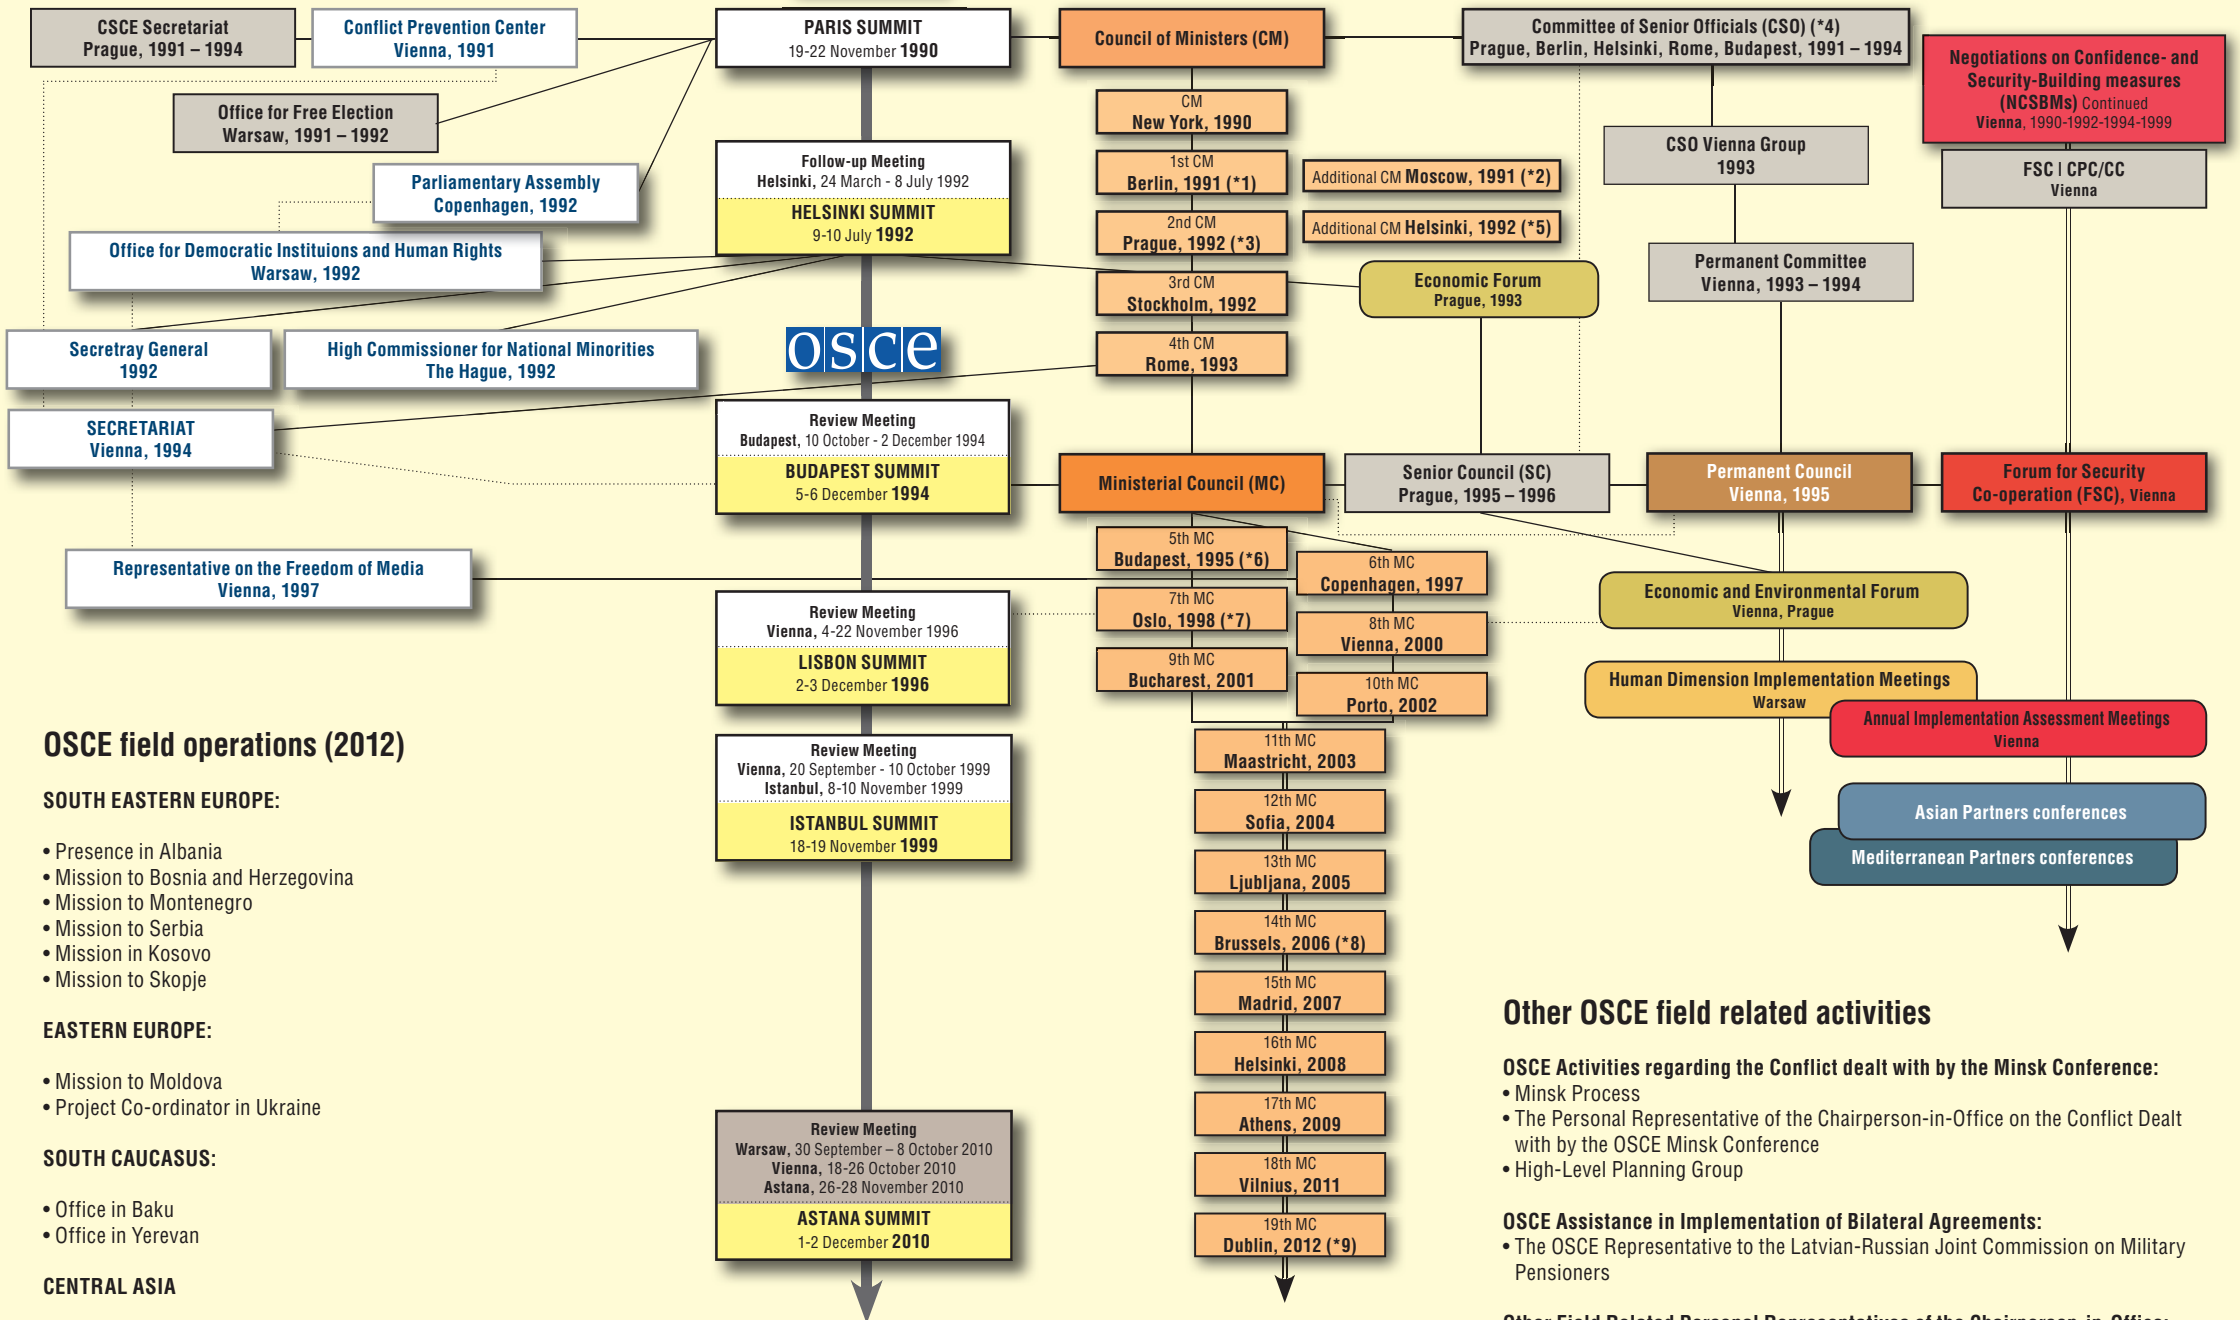 CSCE Secretariat
Prague, 1991 – 1994
Conflict Prevention Center
Vienna, 1991
PARIS SUMMIT
19-22 November 1990
Council of Ministers (CM)
Committee of Senior Officials (CSO) (*4)
Prague, Berlin, Helsinki, Rome, Budapest, 1991 – 1994
Negotiations on Confidence- and
Security-Building measures
(NCSBMs) Continued
Vienna, 1990-1992-1994-1999
Office for Free Election
Warsaw, 1991 – 1992
CM
New York, 1990
CSO Vienna Group
1993
FSC | CPC/CC
Vienna
Parliamentary Assembly
Copenhagen, 1992
Follow-up Meeting
Helsinki, 24 March - 8 July 1992
HELSINKI SUMMIT
9-10 July 1992
1st CM
Berlin, 1991 (*1)
Additional CM Moscow, 1991 (*2)
2nd CM
Prague, 1992 (*3)
Additional CM Helsinki, 1992 (*5)
Office for Democratic Instituions and Human Rights
Warsaw, 1992
3rd CM
Stockholm, 1992
Economic Forum
Prague, 1993
Permanent Committee
Vienna, 1993 – 1994
Secretray General
1992
High Commissioner for National Minorities
The Hague, 1992
osce
4th CM
Rome, 1993
SECRETARIAT
Vienna, 1994
Review Meeting
Budapest, 10 October - 2 December 1994
BUDAPEST SUMMIT
5-6 December 1994
Ministerial Council (MC)
Senior Council (SC)
Prague, 1995 – 1996
Permanent Council
Vienna, 1995
Forum for Security
Co-operation (FSC), Vienna
Representative on the Freedom of Media
Vienna, 1997
5th MC
Budapest, 1995 (*6)
6th MC
Copenhagen, 1997
7th MC
Oslo, 1998 (*7)
8th MC
Vienna, 2000
9th MC
Bucharest, 2001
10th MC
Porto, 2002
Economic and Environmental Forum
Vienna, Prague
Review Meeting
Vienna, 4-22 November 1996
LISBON SUMMIT
2-3 December 1996
Human Dimension Implementation Meetings
Warsaw
Annual Implementation Assessment Meetings
Vienna
Asian Partners conferences
Mediterranean Partners conferences
Review Meeting
Vienna, 20 September - 10 October 1999
Istanbul, 8-10 November 1999
ISTANBUL SUMMIT
18-19 November 1999
11th MC
Maastricht, 2003
12th MC
Sofia, 2004
13th MC
Ljubljana, 2005
14th MC
Brussels, 2006 (*8)
15th MC
Madrid, 2007
16th MC
Helsinki, 2008
17th MC
Athens, 2009
18th MC
Vilnius, 2011
19th MC
Dublin, 2012 (*9)
Review Meeting
Warsaw, 30 September – 8 October 2010
Vienna, 18-26 October 2010
Astana, 26-28 November 2010
ASTANA SUMMIT
1-2 December 2010
OSCE field operations (2012)
SOUTH EASTERN EUROPE:
• Presence in Albania
• Mission to Bosnia and Herzegovina
• Mission to Montenegro
• Mission to Serbia
• Mission in Kosovo
• Mission to Skopje
EASTERN EUROPE:
• Mission to Moldova
• Project Co-ordinator in Ukraine
SOUTH CAUCASUS:
• Office in Baku
• Office in Yerevan
CENTRAL ASIA
Other OSCE field related activities
OSCE Activities regarding the Conflict dealt with by the Minsk Conference:
• Minsk Process
• The Personal Representative of the Chairperson-in-Office on the Conflict Dealt
with by the OSCE Minsk Conference
• High-Level Planning Group
OSCE Assistance in Implementation of Bilateral Agreements:
• The OSCE Representative to the Latvian-Russian Joint Commission on Military
Pensioners
Other Field Related Personal Representatives of the Chairperson-in-Office: